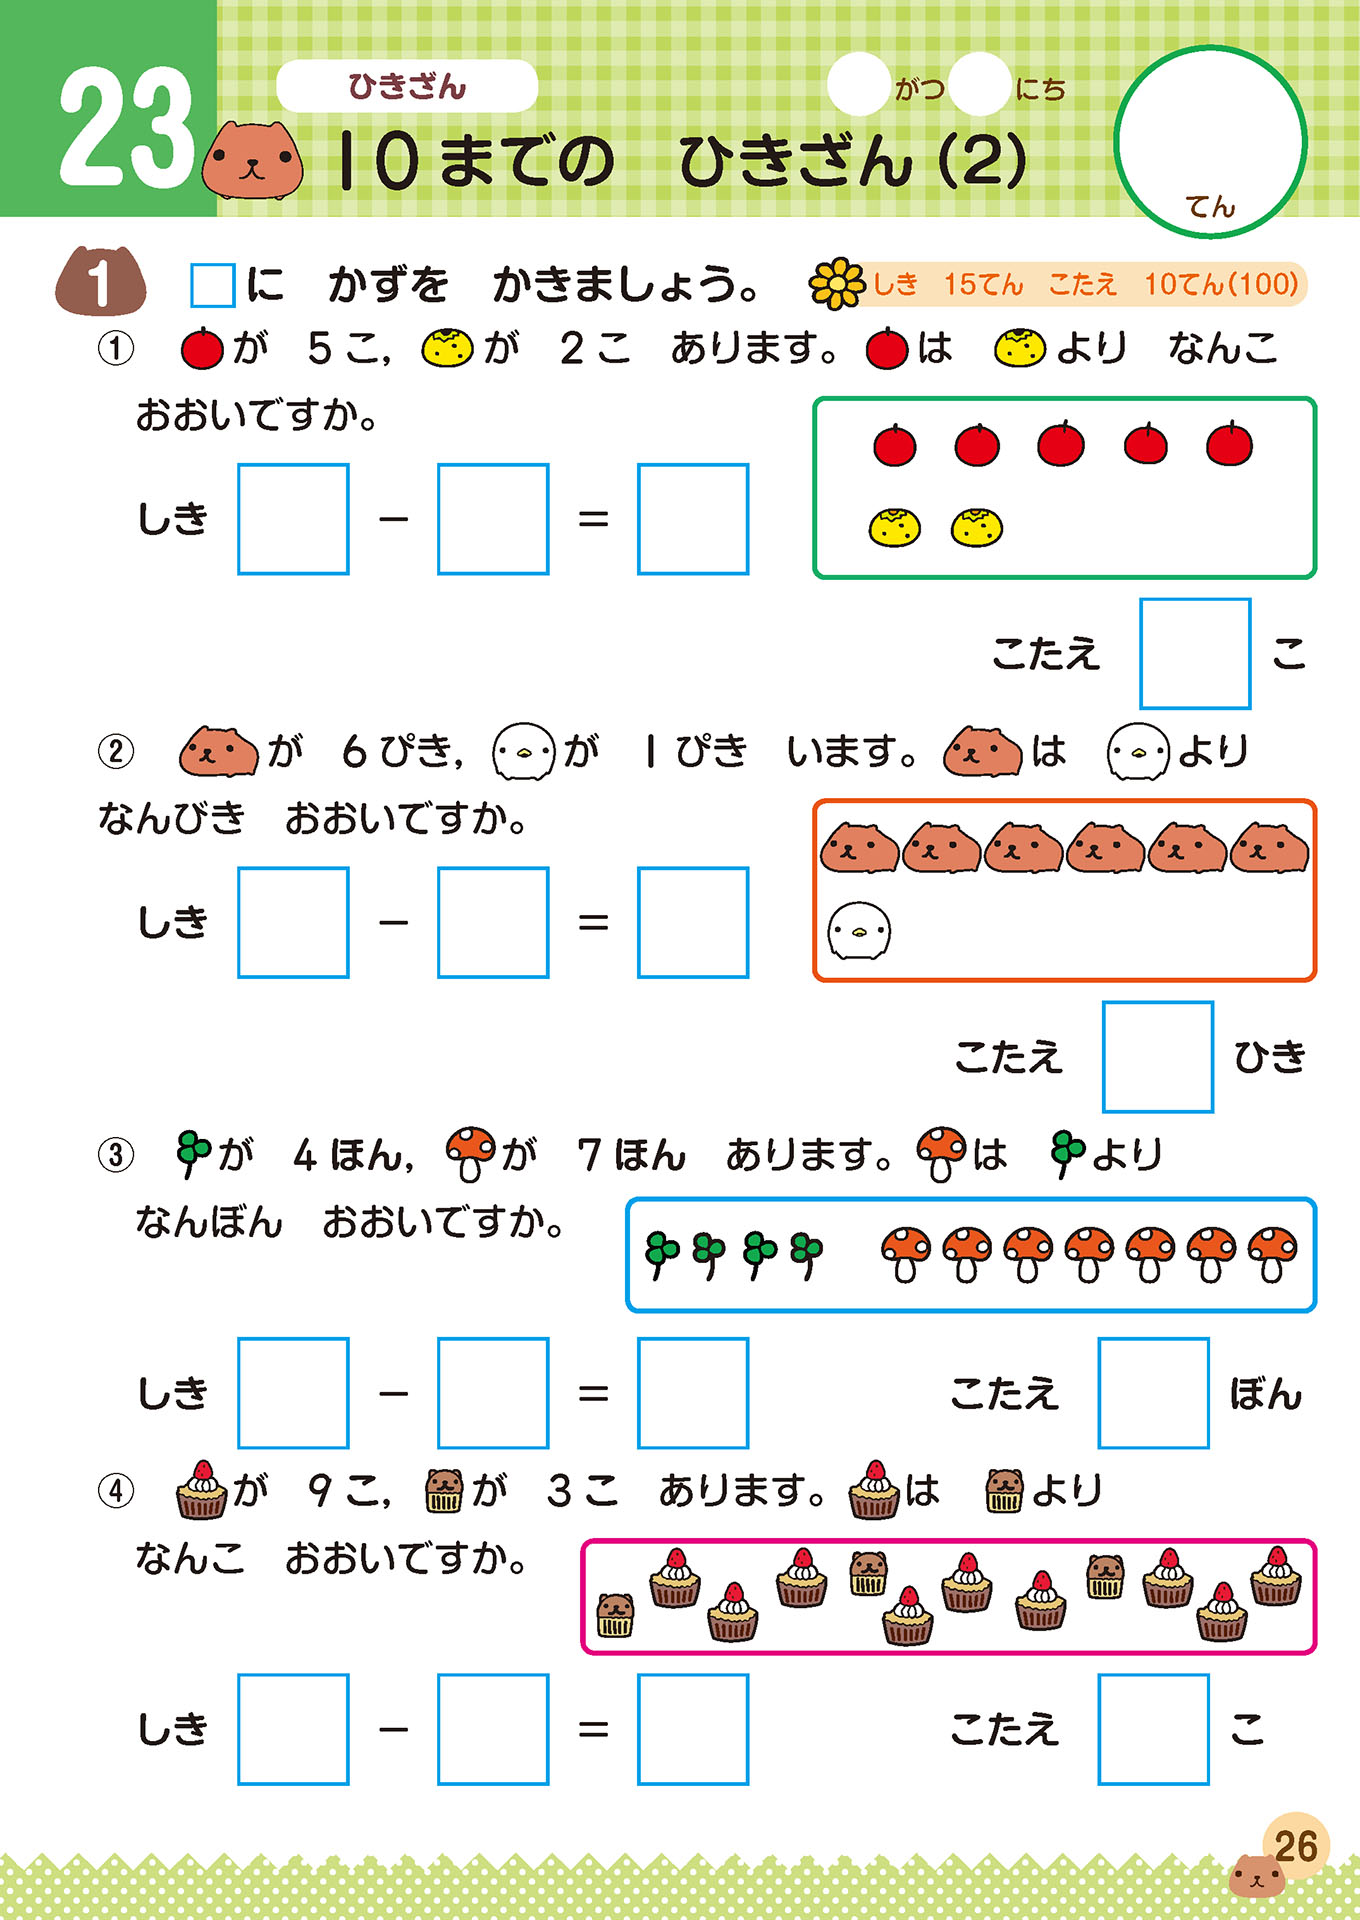 23
ひきざん
がつ にち
10までの ひきざん(2)
てん
1 □に かずを かきましょう。
しき 15てん こたえ 10てん(100)
① が 5こ, が 2こ あります。 は より なんこ
おおいですか。
しき □ − □ = □
こたえ □ こ
② が 6ぴき, が 1ぴき います。 は より
なんびき おおいですか。
しき □ − □ = □
こたえ □ ひき
③ が 4ほん, が 7ほん あります。 は より
なんぼん おおいですか。
しき □ − □ = □ こたえ □ ぼん
④ が 9こ, が 3こ あります。 は より
なんこ おおいですか。
しき □ − □ = □ こたえ □ こ
26